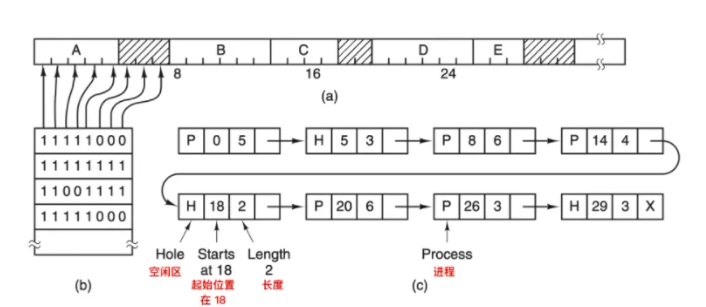 A B C D E
8 16 24
(a)
11111000
11111111
11001111
11111000
(b)
P 0 5 H 5 3 P 8 6 P 14 4
H 18 2 P 20 6 P 26 3 H 29 3 X
Hole Starts Length Process
空闲区 at 18 2 进程
起始位置 长度
在 18
(c)